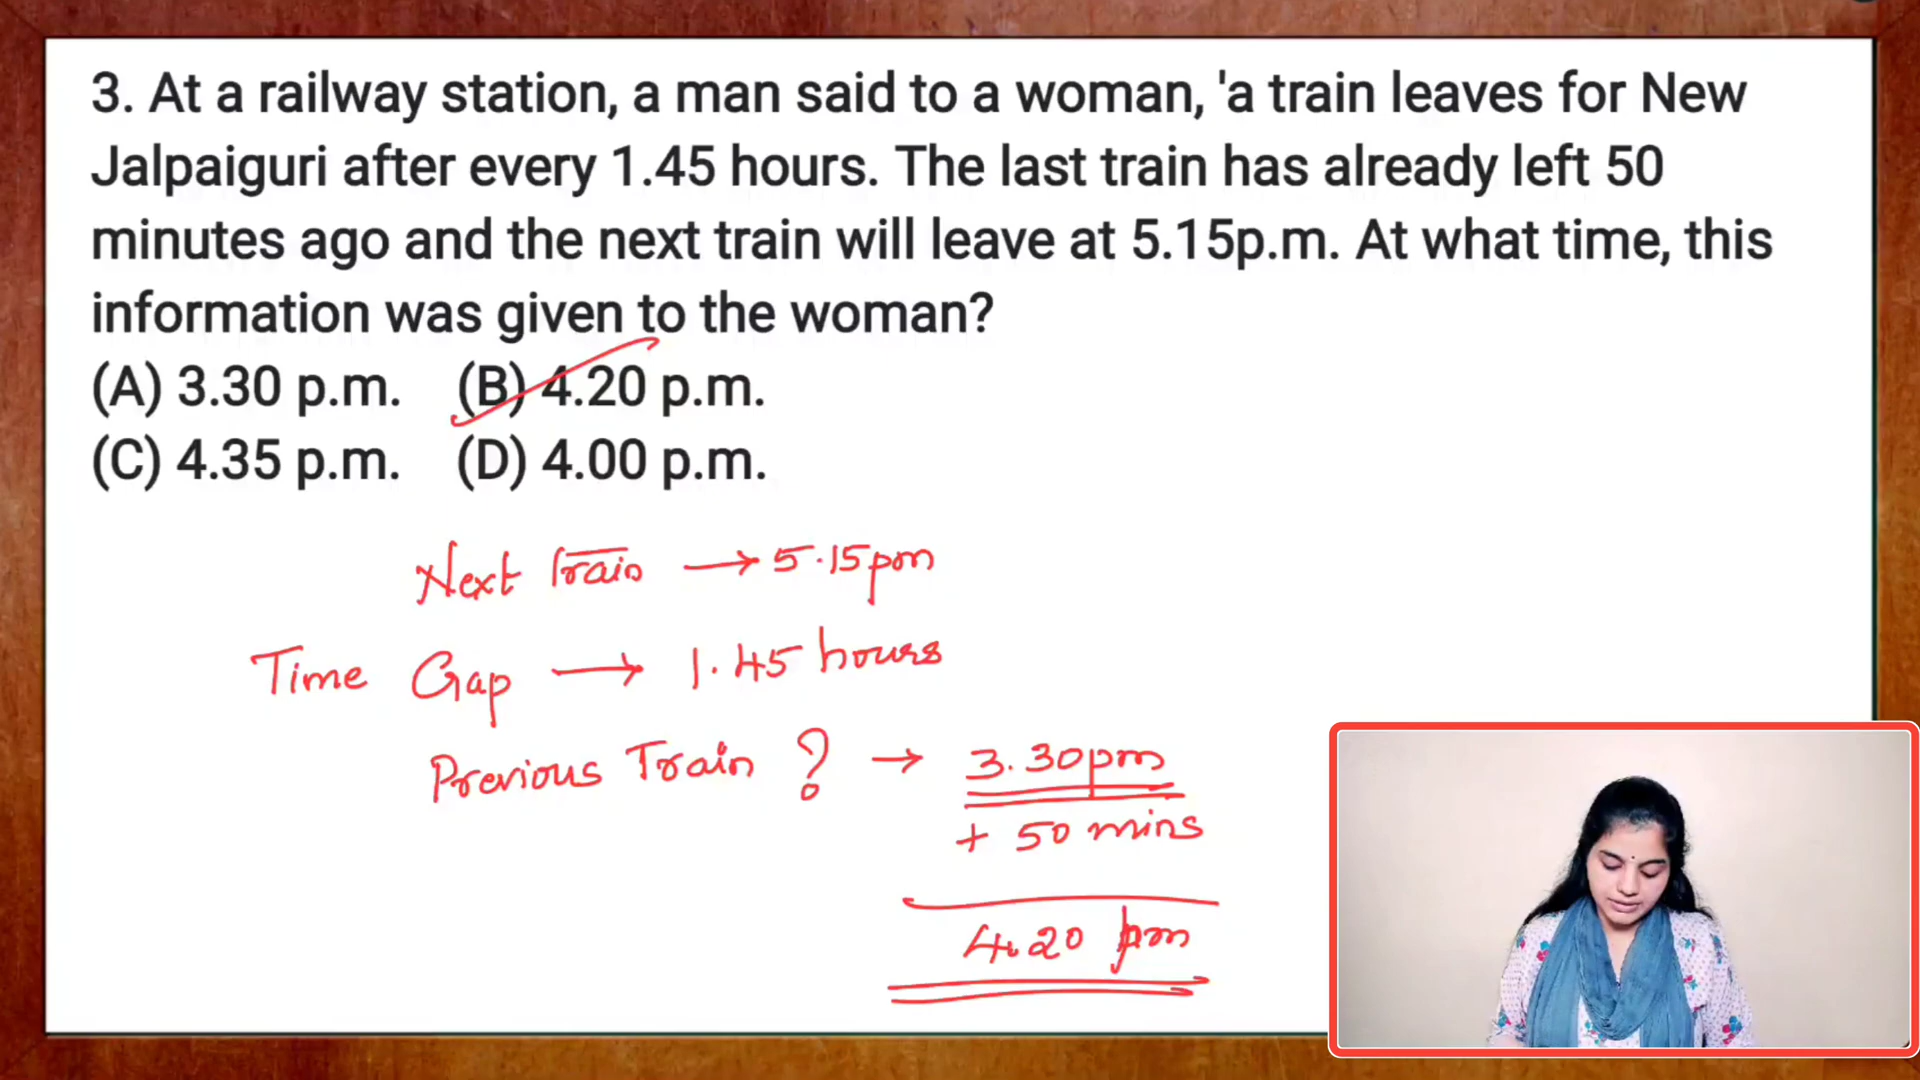 3. At a railway station, a man said to a woman, 'a train leaves for New
Jalpaiguri after every 1.45 hours. The last train has already left 50
minutes ago and the next train will leave at 5.15p.m. At what time, this
information was given to the woman?
(A) 3.30 p.m. (B) 4.20 p.m.
(C) 4.35 p.m. (D) 4.00 p.m.
Next Train → 5.15pm
Time Gap → 1.45 hours
Previous Train ? → 3.30pm
+ 50 mins
4.20 pm